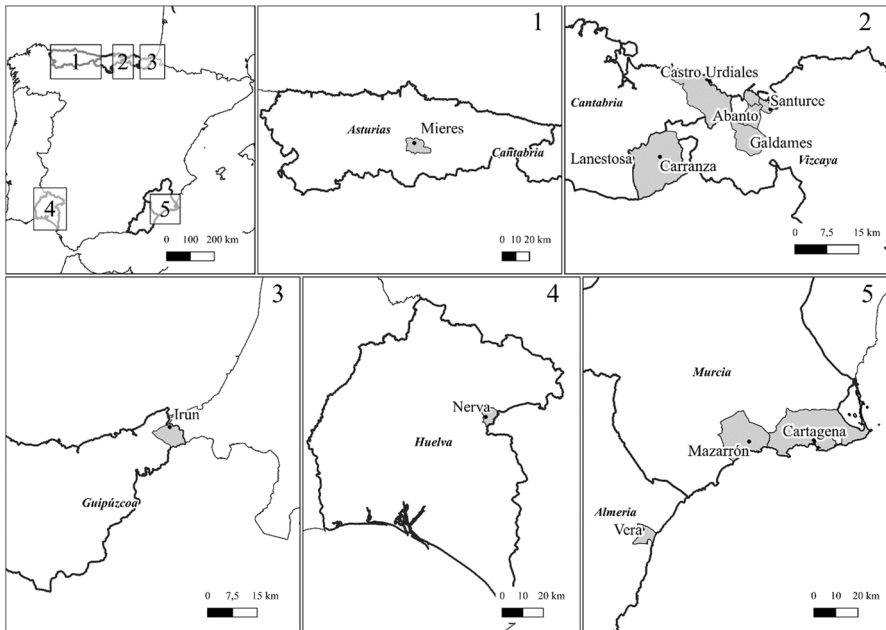 1
2
3
4
5
0 100 200 km
1
Asturias
Mieres
Cantabria
0 10 20 km
2
Castro Urdiales
Cantabria
Santurce
Abanto
Galdames
Lanestosa
Carranza
Vizcaya
0 7,5 15 km
3
Irún
Guipúzcoa
0 7,5 15 km
4
Nerva
Huelva
0 10 20 km
5
Murcia
Cartagena
Mazarrón
Almeria
Vera
0 10 20 km